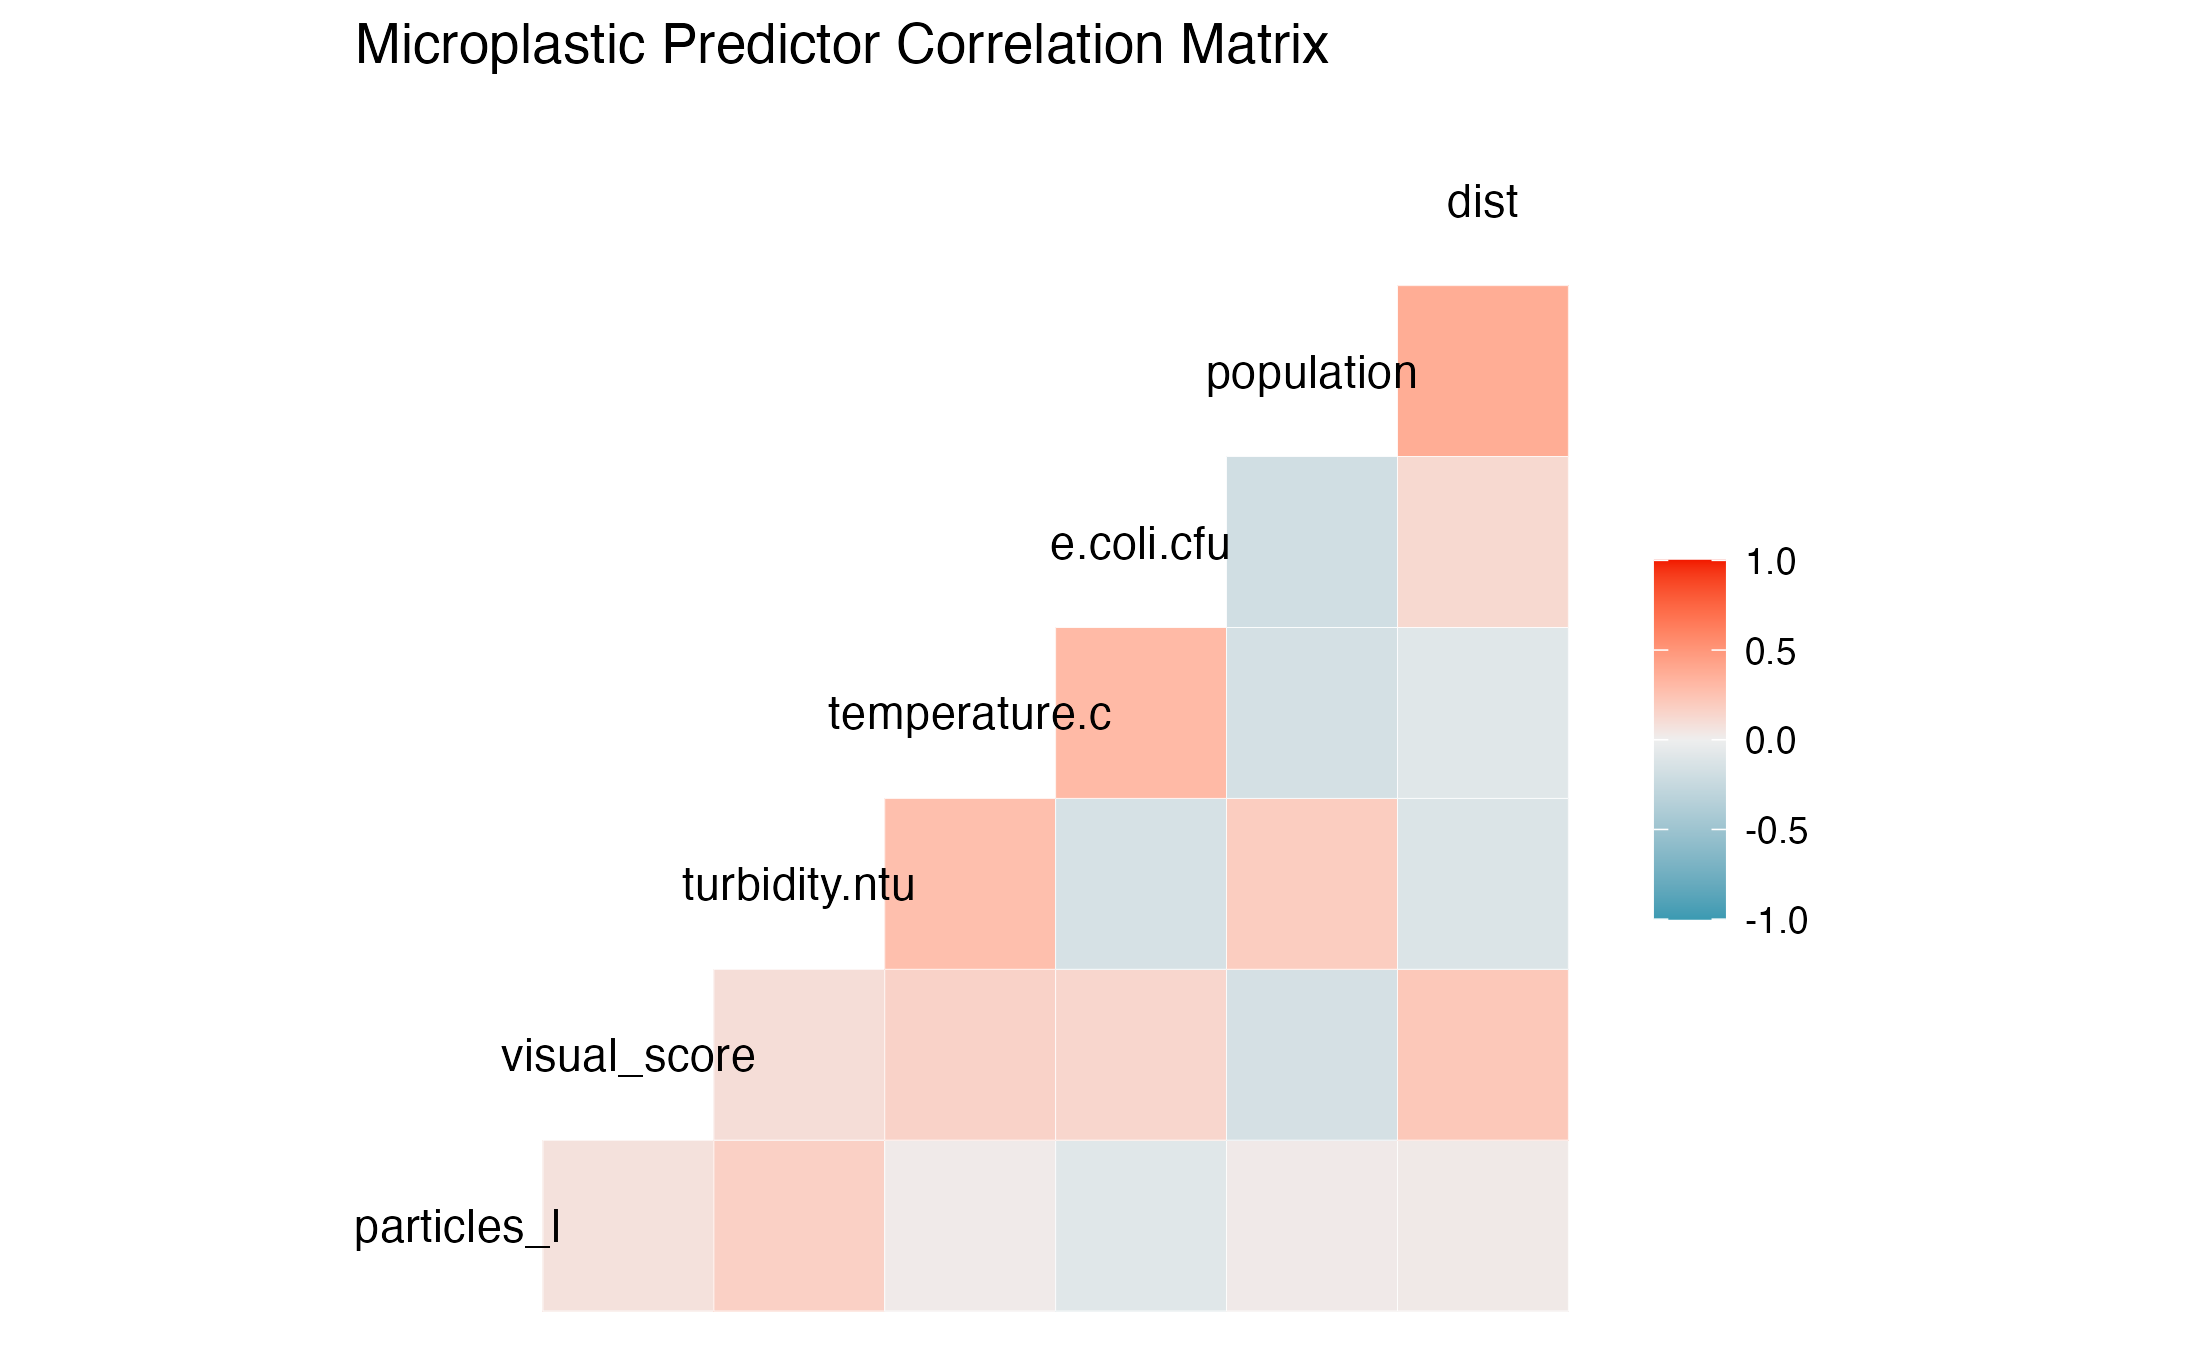 Microplastic Predictor Correlation Matrix
dist
population
e.coli.cfu
temperature.c
turbidity.ntu
visual_score
particles_l
1.0
0.5
0.0
-0.5
-1.0